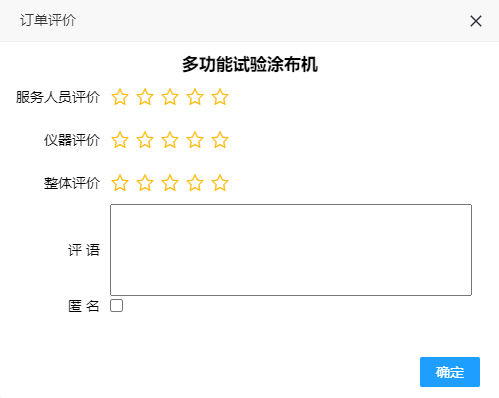 订单评价
多功能试验涂布机
服务人员评价
仪器评价
整体评价
评 语
匿 名
确定